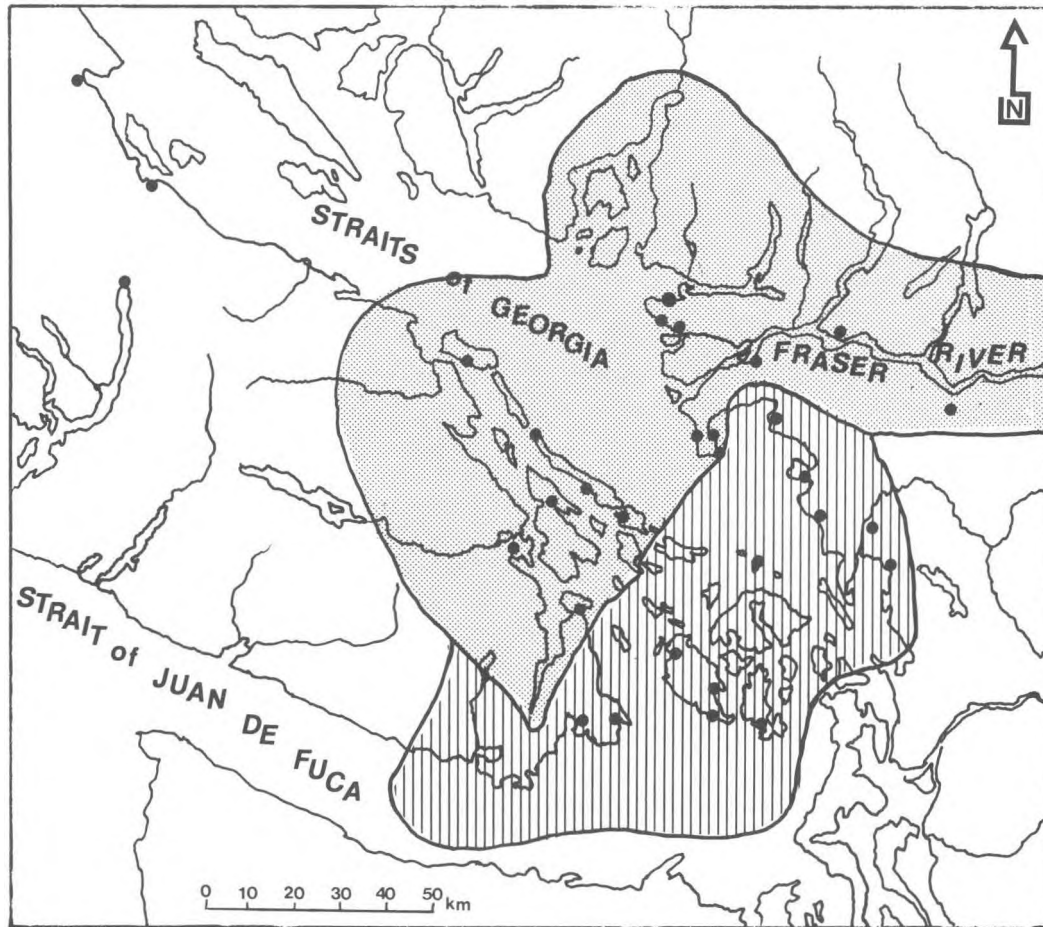 N
STRAITS
of GEORGIA
FRASER RIVER
STRAIT of JUAN DE FUCA
0 10 20 30 40 50 km